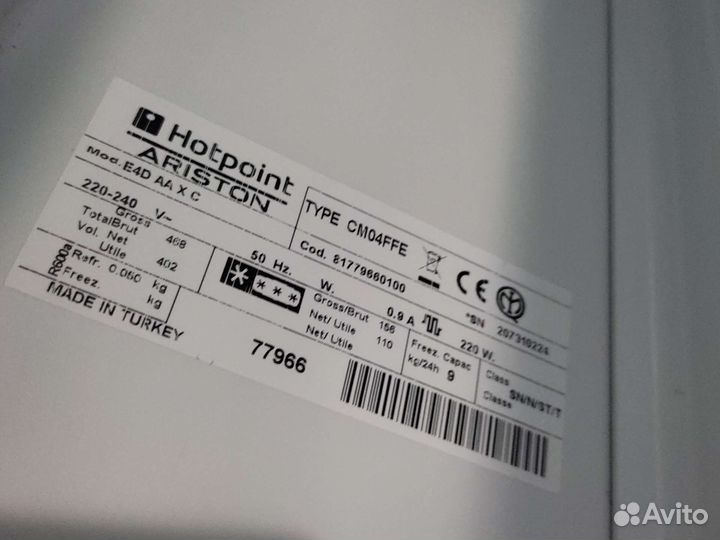 Hotpoint
ARISTON
Mod. E4D AA X C
TYPE CM04FFE
Cod. 81779660100
*SN 207310224
220-240 V~
50 Hz.
W.
0.9 A
220 W.
Gross
TotalBrut 468
Vol. Net
Utile 402
Gross/Brut 156
Net/ Utile 110
Net/ Utile
Freez. Capac
kg/24h 9
Class
Classe SN/N/ST/T
R600a
Refr. 0,060 kg
Freez. kg
MADE IN TURKEY
77966
Avito